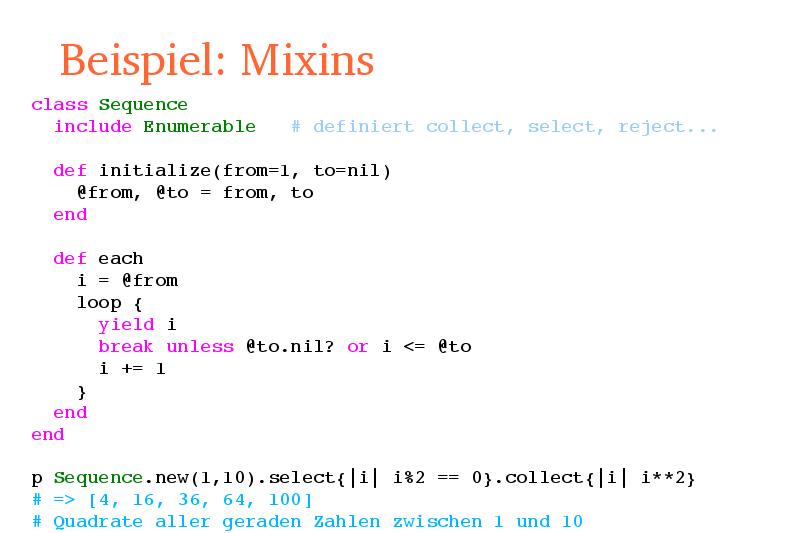 Beispiel: Mixins
class Sequence
  include Enumerable   # definiert collect, select, reject...
  def initialize(from=1, to=nil)
    @from, @to = from, to
  end
  def each
    i = @from
    loop {
      yield i
      break unless @to.nil? or i <= @to
      i += 1
    }
  end
end
p Sequence.new(1,10).select{|i| i%2 == 0}.collect{|i| i**2}
# => [4, 16, 36, 64, 100]
# Quadrate aller geraden Zahlen zwischen 1 und 10